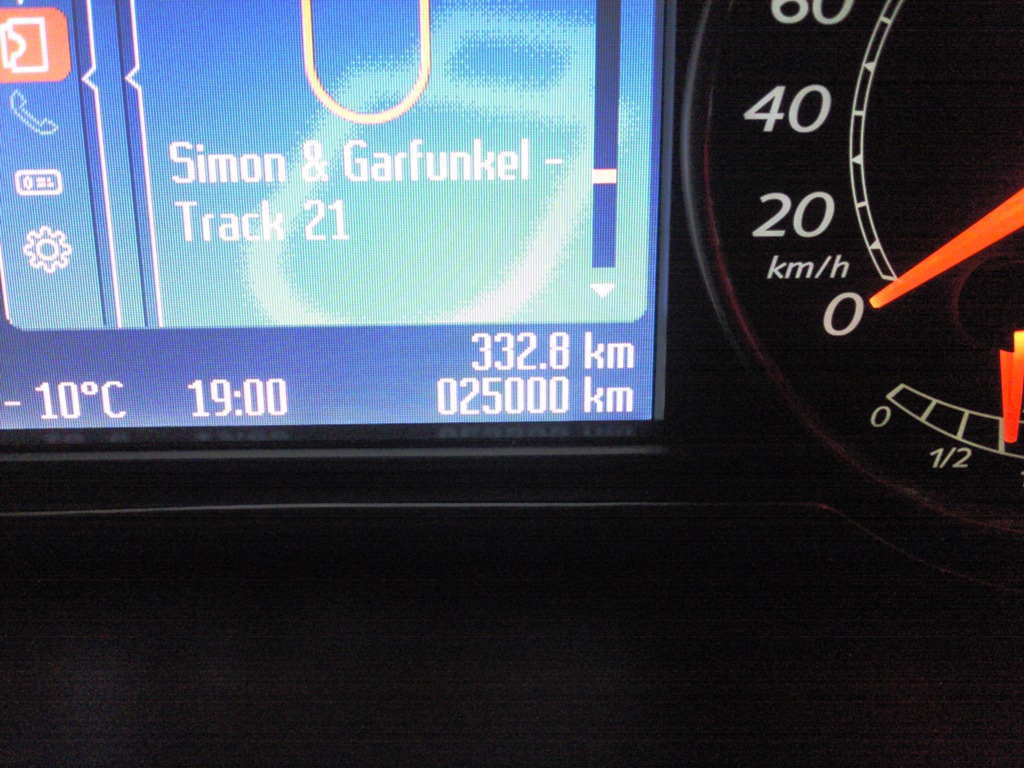 Simon & Garfunkel -
Track 21
332.8 km
- 10°C 19:00 025000 km
60
40
20
km/h
0
0
1/2